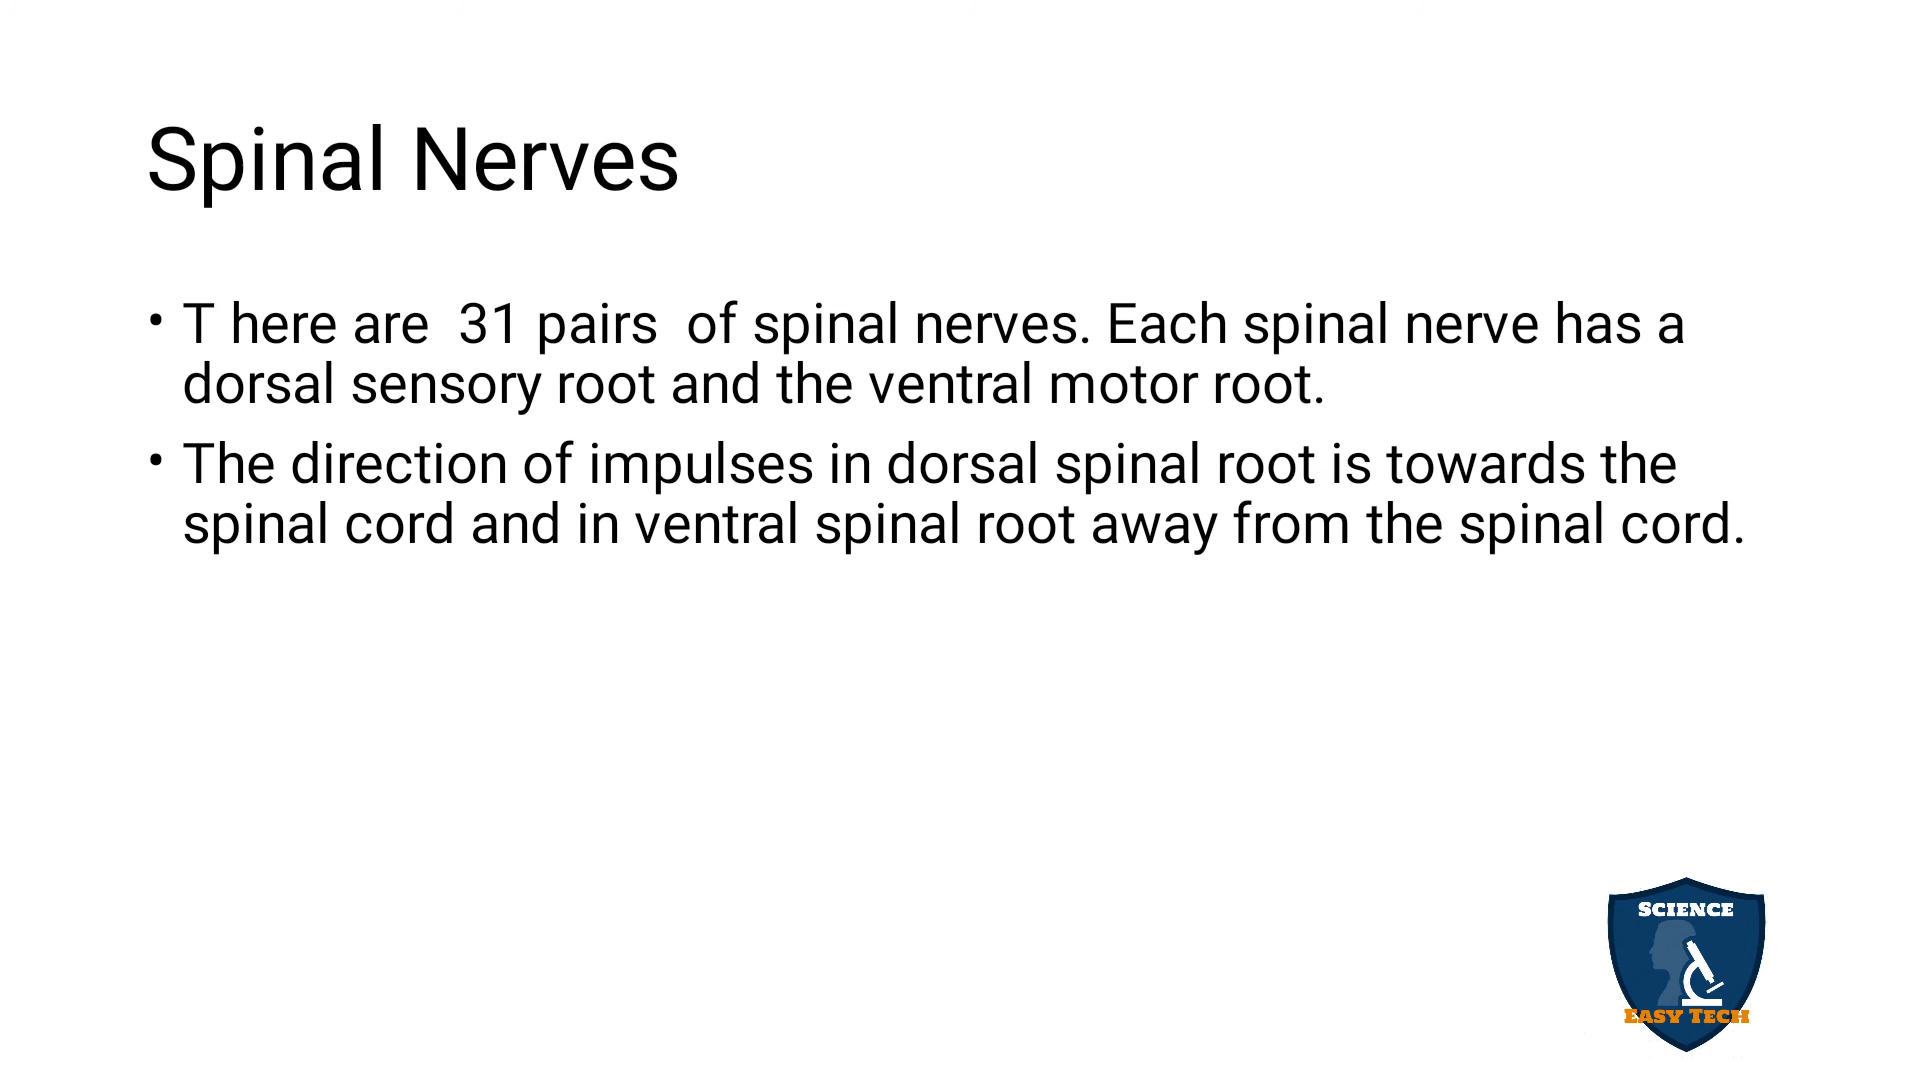 Spinal Nerves
• T here are  31 pairs  of spinal nerves. Each spinal nerve has a
dorsal sensory root and the ventral motor root.
• The direction of impulses in dorsal spinal root is towards the
spinal cord and in ventral spinal root away from the spinal cord.
SCIENCE
EASY TECH